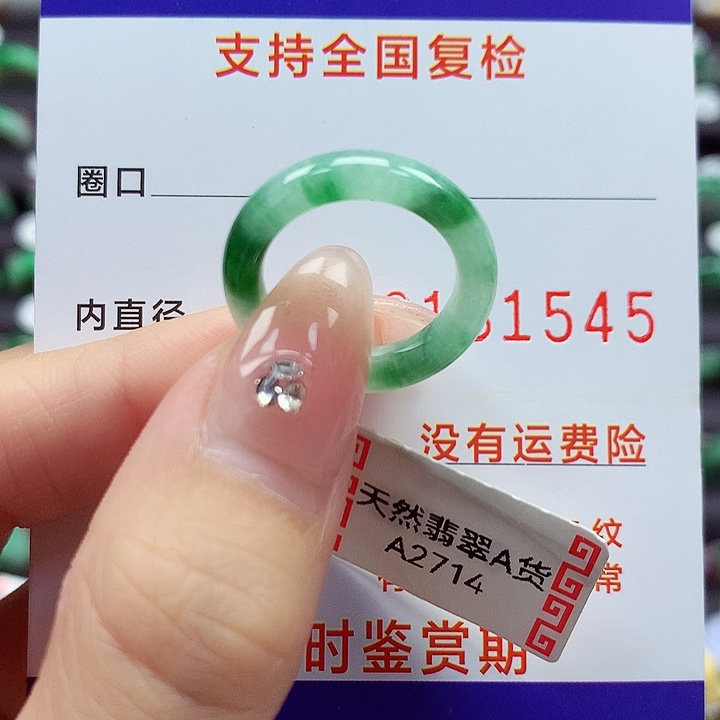 支持全国复检
圈口
内直径
31545
没有运费险
纹
天然翡翠A货
A2714
常
时鉴赏期